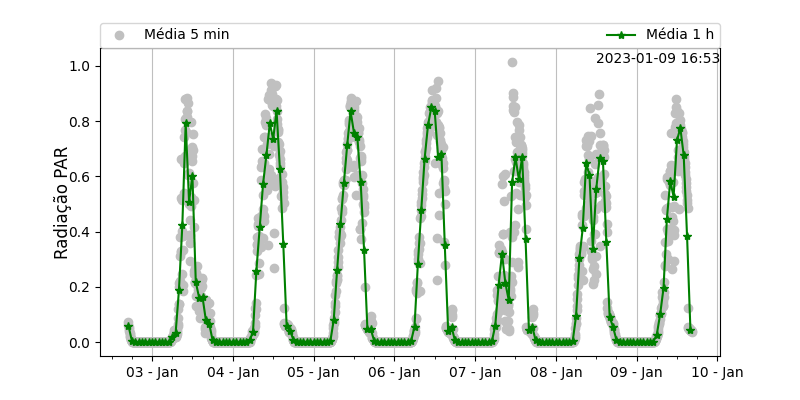 Média 5 min
Média 1 h
2023-01-09 16:53
Radiação PAR
1.0
0.8
0.6
0.4
0.2
0.0
03 - Jan
04 - Jan
05 - Jan
06 - Jan
07 - Jan
08 - Jan
09 - Jan
10 - Jan